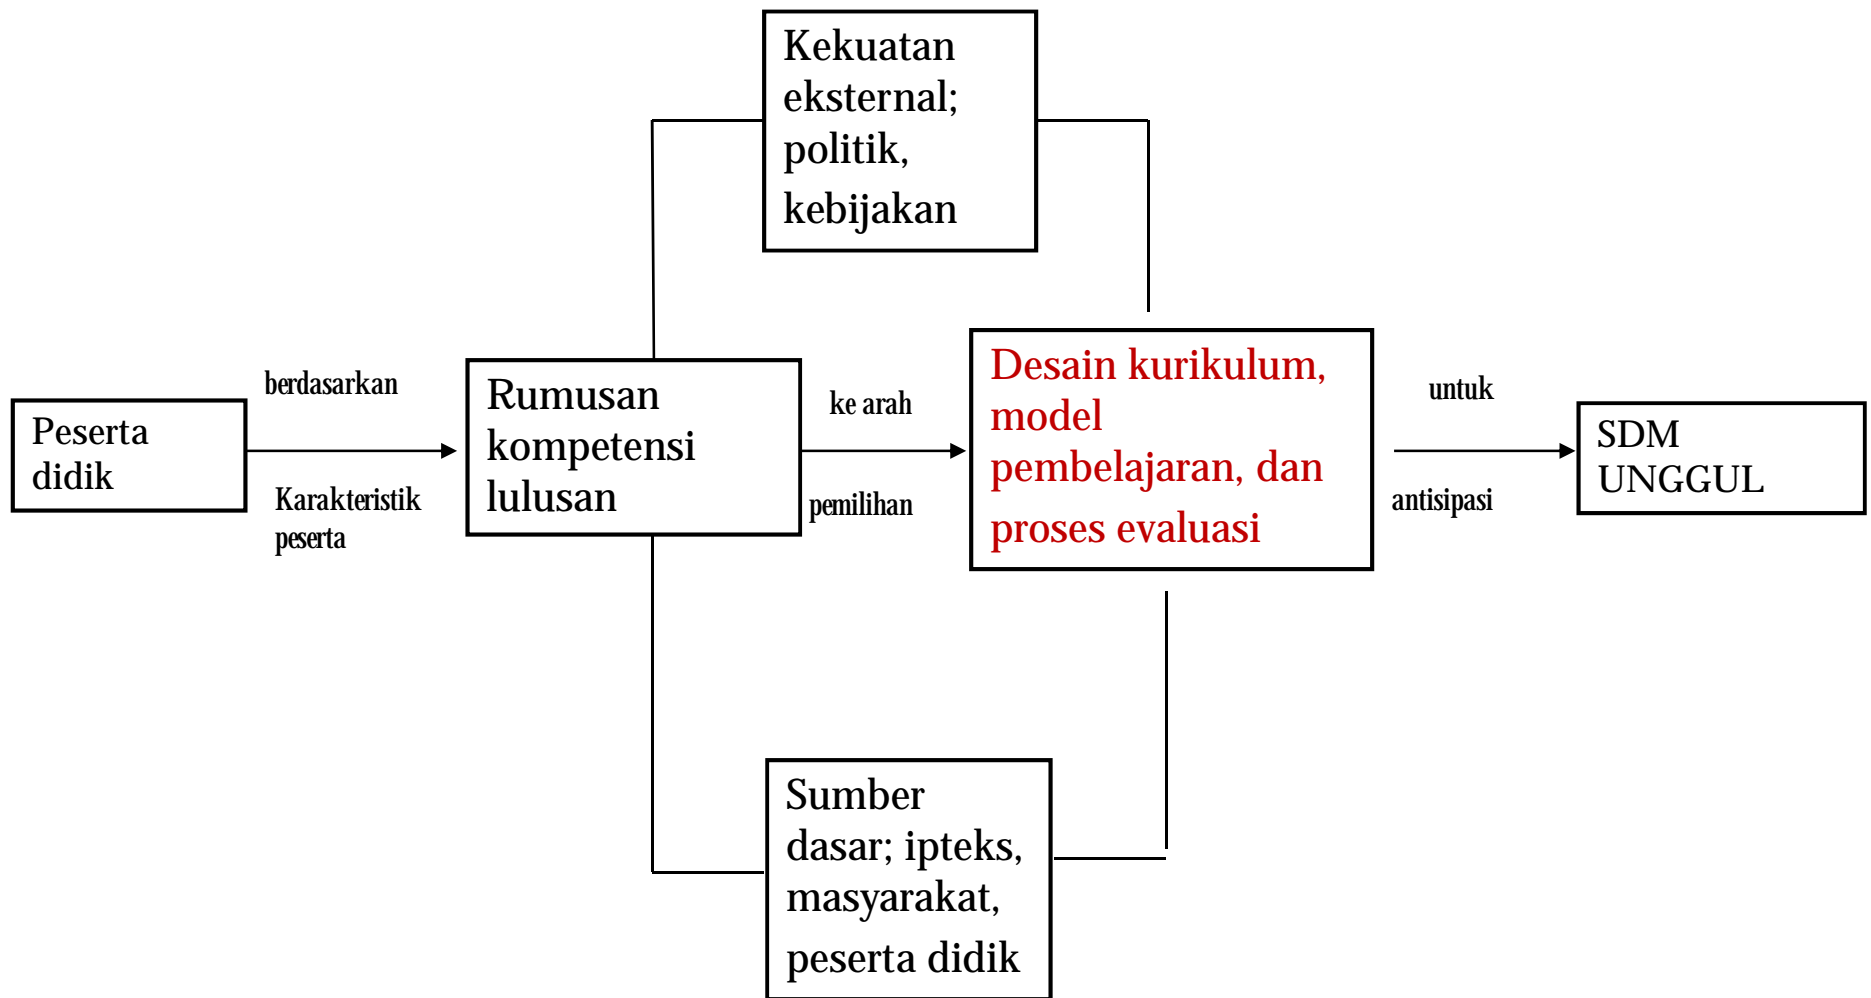 Kekuatan
eksternal;
politik,
kebijakan
Peserta
didik
berdasarkan
Karakteristik
peserta
Rumusan
kompetensi
lulusan
ke arah
pemilihan
Desain kurikulum,
model
pembelajaran, dan
proses evaluasi
untuk
antisipasi
SDM
UNGGUL
Sumber
dasar; ipteks,
masyarakat,
peserta didik